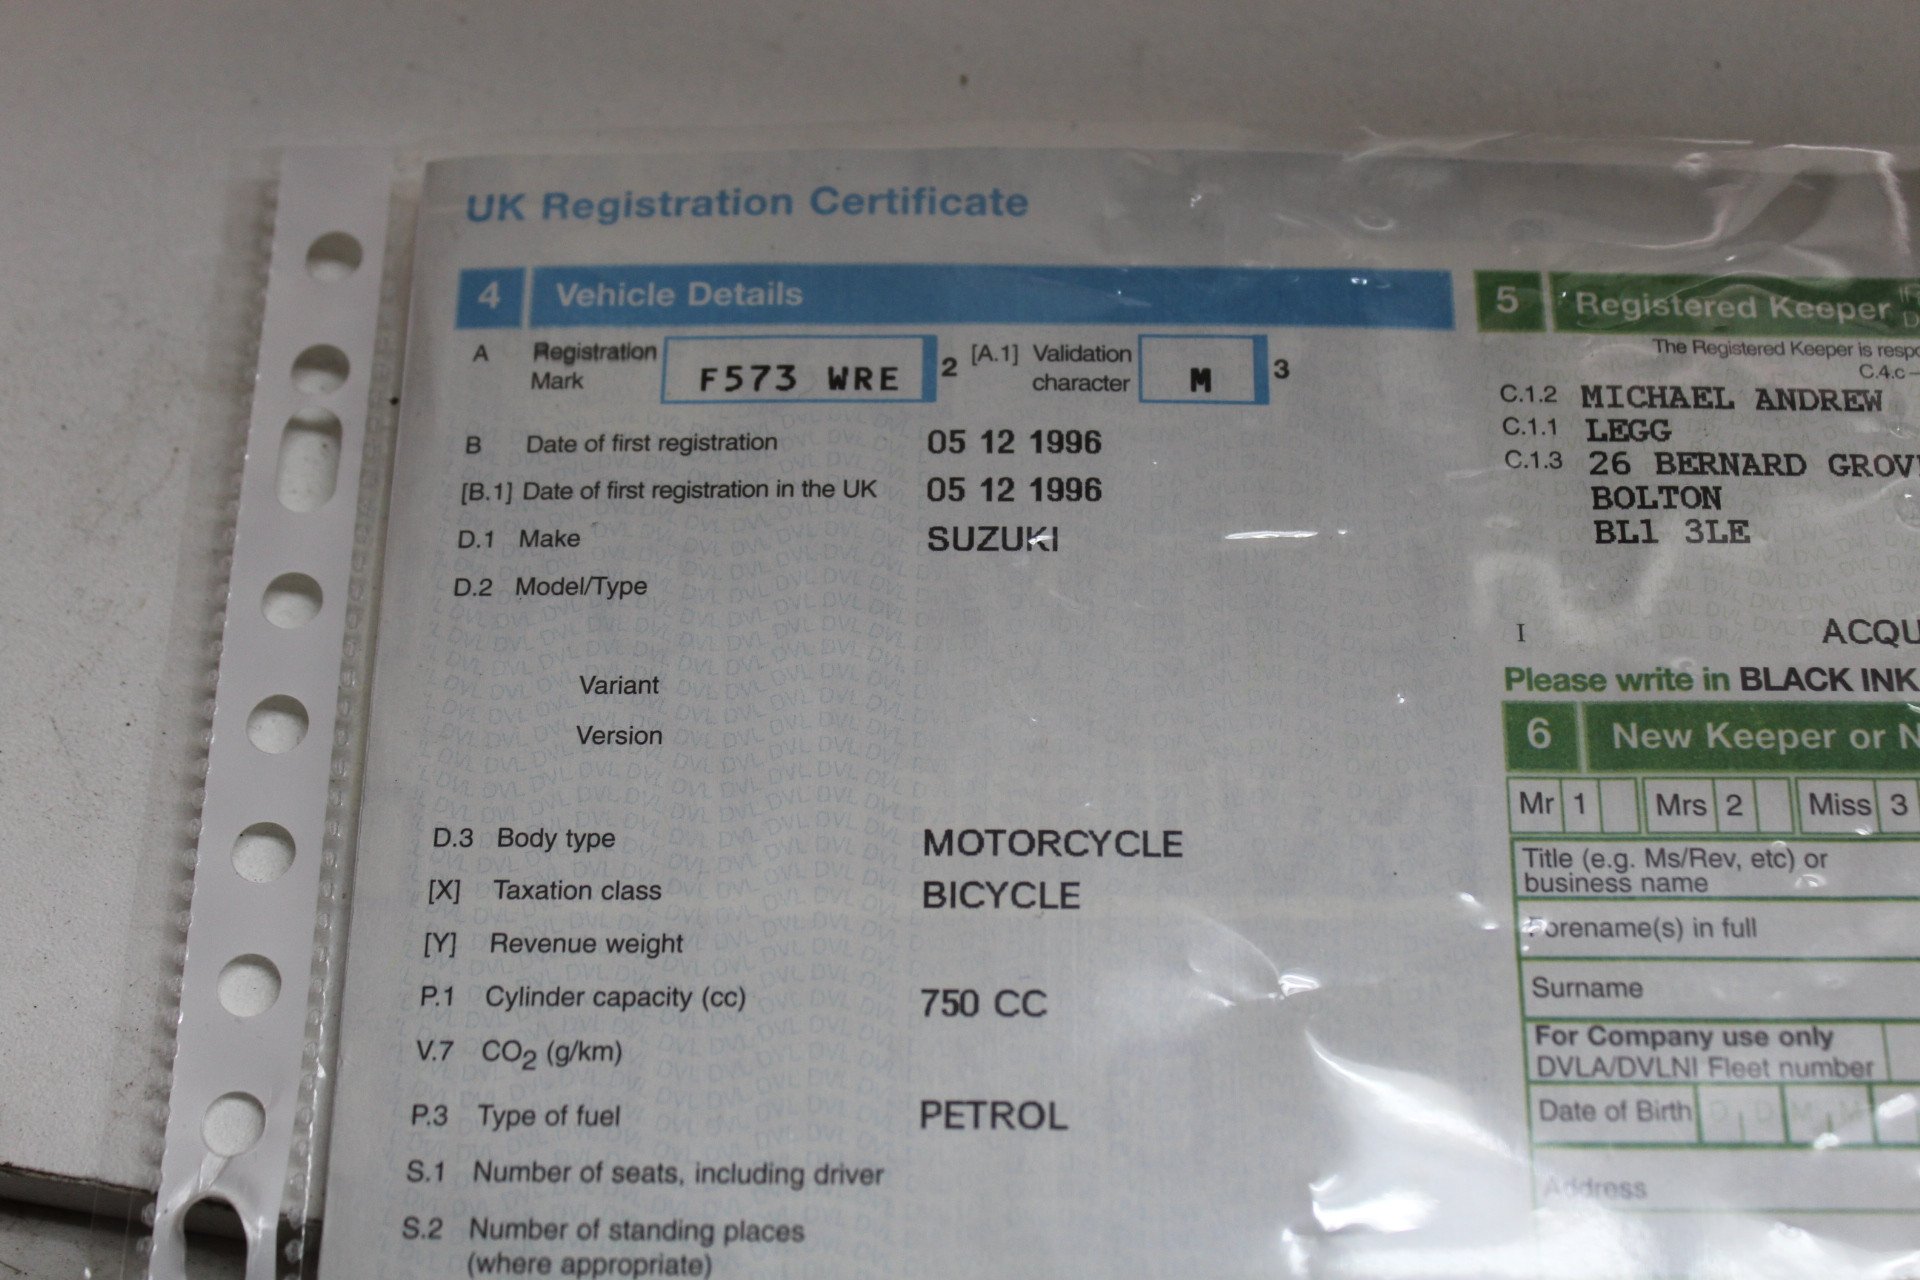 UK Registration Certificate
4 Vehicle Details
A Registration Mark F573 WRE 2 [A.1] Validation character M 3
B Date of first registration 05 12 1996
[B.1] Date of first registration in the UK 05 12 1996
D.1 Make SUZUKI
D.2 Model/Type
Variant
Version
D.3 Body type MOTORCYCLE
[X] Taxation class BICYCLE
[Y] Revenue weight
P.1 Cylinder capacity (cc) 750 CC
V.7 CO2 (g/km)
P.3 Type of fuel PETROL
S.1 Number of seats, including driver
S.2 Number of standing places
(where appropriate)
5 Registered Keeper
The Registered Keeper is respo
C.4.c –
C.1.2 MICHAEL ANDREW
C.1.1 LEGG
C.1.3 26 BERNARD GROV
BOLTON
BL1 3LE
I ACQU
Please write in BLACK INK
6 New Keeper or N
Mr 1 Mrs 2 Miss 3
Title (e.g. Ms/Rev, etc) or
business name
Forename(s) in full
Surname
For Company use only
DVLA/DVLNI Fleet number
Date of Birth D D M M
Address